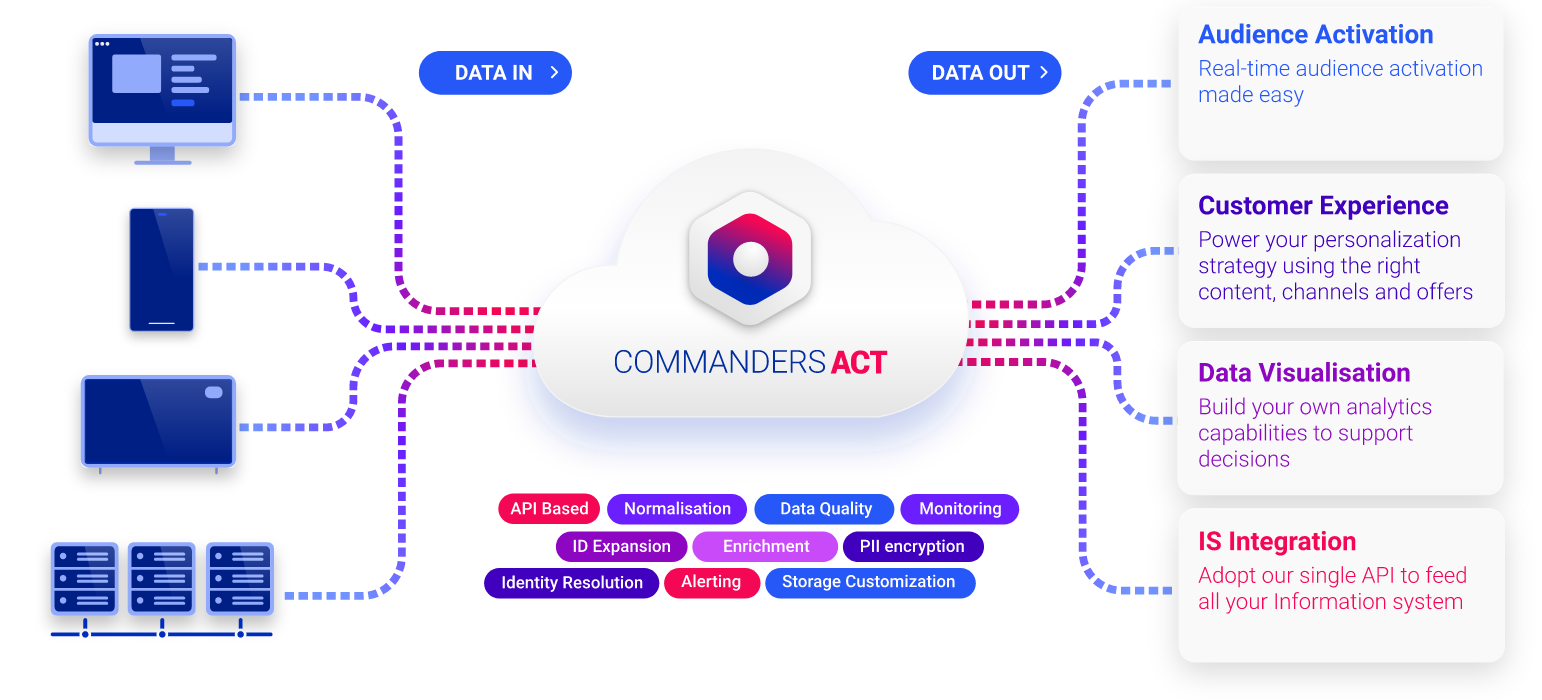 DATA IN
DATA OUT
COMMANDERS ACT
API Based
Normalisation
Data Quality
Monitoring
ID Expansion
Enrichment
PII encryption
Identity Resolution
Alerting
Storage Customization
Audience Activation
Real-time audience activation
made easy
Customer Experience
Power your personalization
strategy using the right
content, channels and offers
Data Visualisation
Build your own analytics
capabilities to support
decisions
IS Integration
Adopt our single API to feed
all your Information system